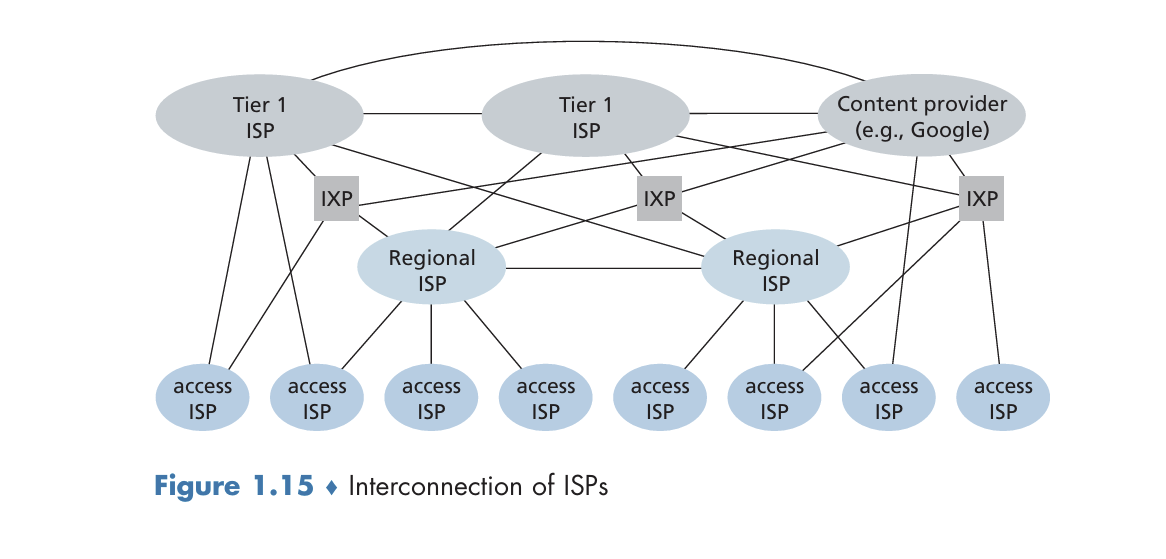 Tier 1
ISP
Tier 1
ISP
Content provider
(e.g., Google)
IXP
IXP
IXP
Regional
ISP
Regional
ISP
access
ISP
access
ISP
access
ISP
access
ISP
access
ISP
access
ISP
access
ISP
access
ISP
Figure 1.15 ♦ Interconnection of ISPs